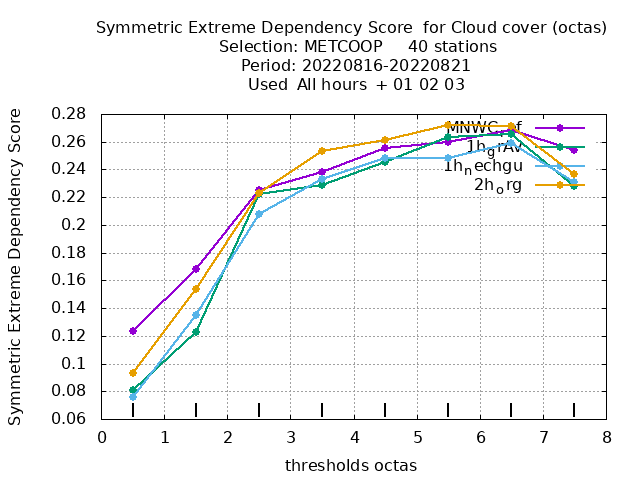 Symmetric Extreme Dependency Score for Cloud cover (octas)
Selection: METCOOP 40 stations
Period: 20220816-20220821
Used All hours + 01 02 03
Symmetric Extreme Dependency Score
0.28
0.26
0.24
0.22
0.2
0.18
0.16
0.14
0.12
0.1
0.08
0.06
1hgrAv
1hnechgu
2horg
0 1 2 3 4 5 6 7 8
thresholds octas